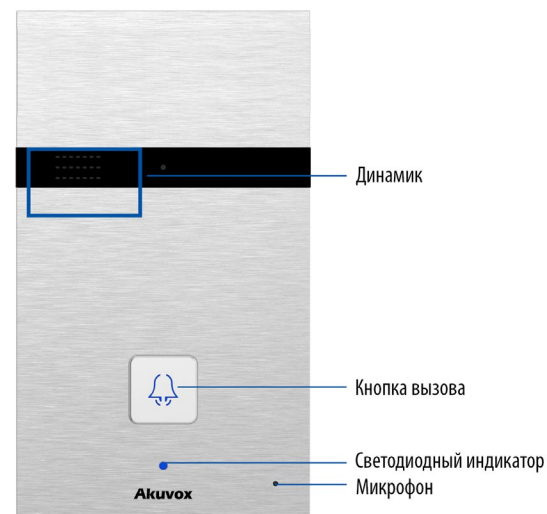 Динамик
Кнопка вызова
Светодиодный индикатор
Микрофон
Akuvox